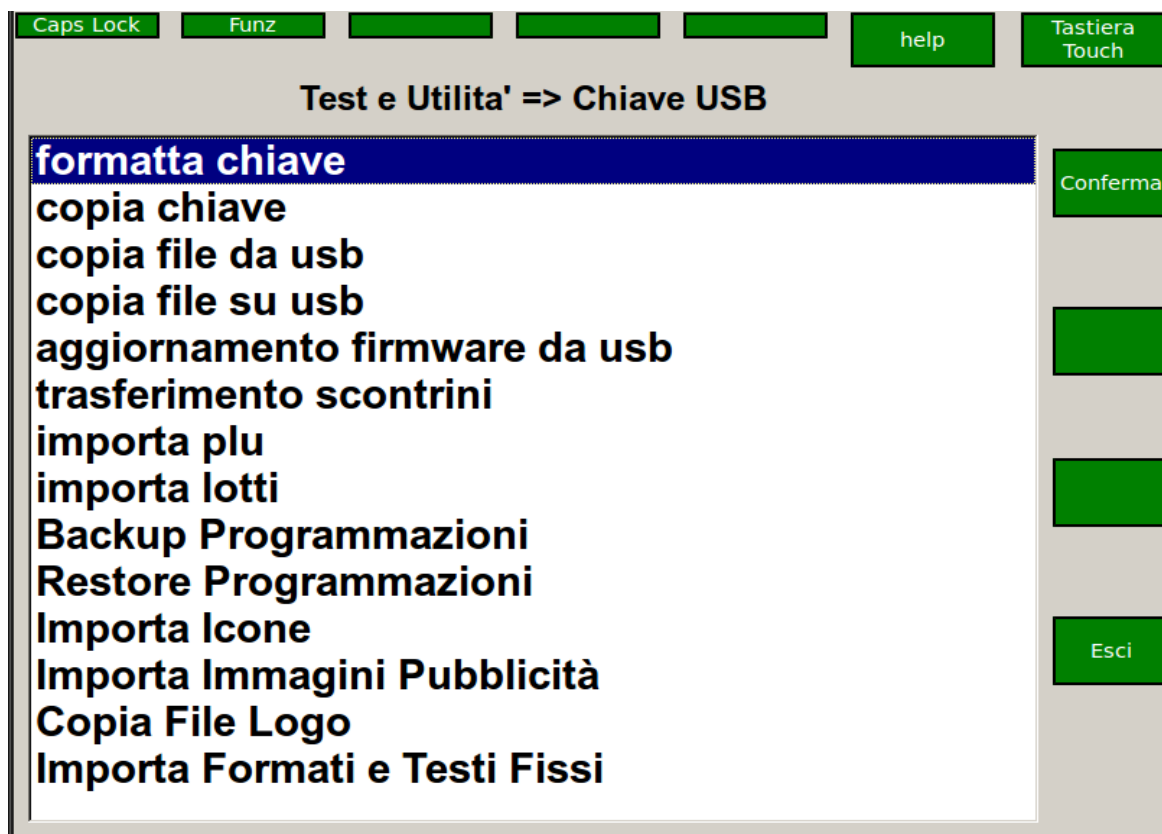 Caps Lock Funz help Tastiera Touch
Test e Utilita' => Chiave USB
formatta chiave
Conferma
copia chiave
copia file da usb
copia file su usb
aggiornamento firmware da usb
trasferimento scontrini
importa plu
importa lotti
Backup Programmazioni
Restore Programmazioni
Importa Icone
Importa Immagini Pubblicità
Esci
Copia File Logo
Importa Formati e Testi Fissi